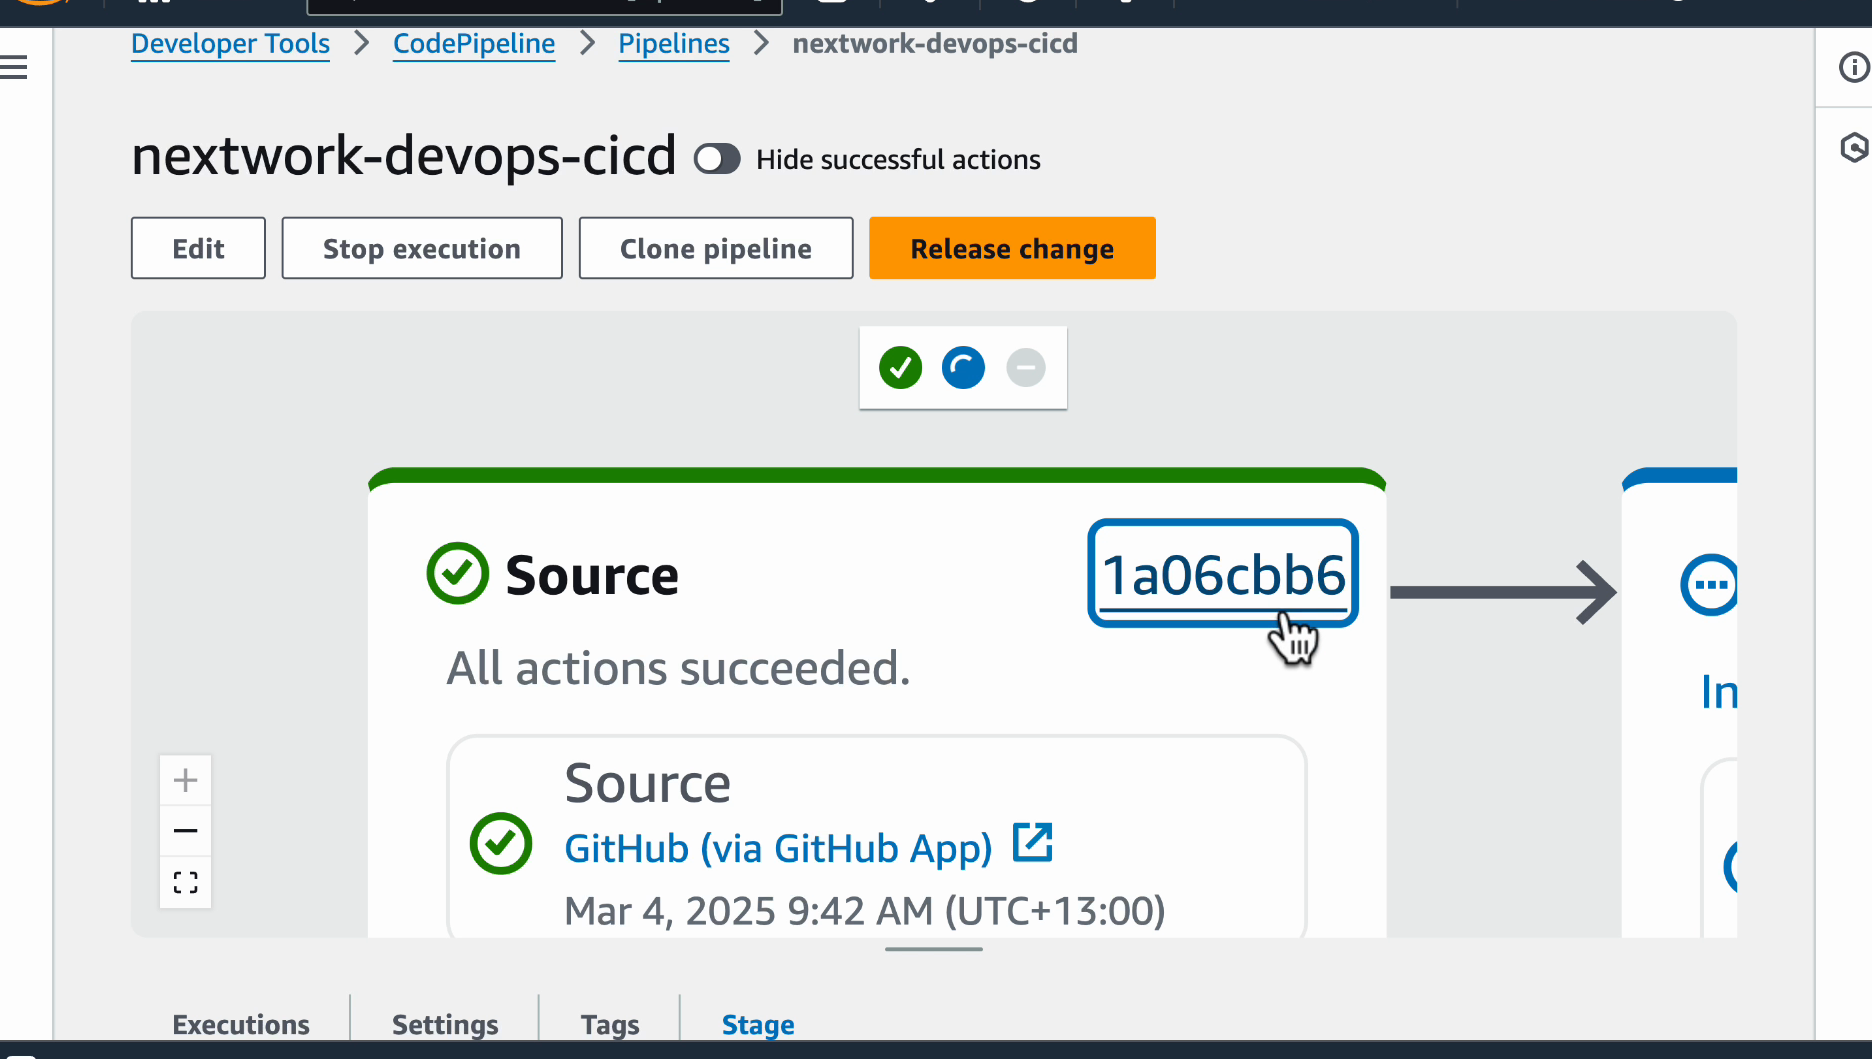 Developer Tools > CodePipeline > Pipelines > nextwork-devops-cicd
nextwork-devops-cicd Hide successful actions
Edit Stop execution Clone pipeline Release change
Source 1a06cbb6
All actions succeeded.
In
Source
GitHub (via GitHub App)
Mar 4, 2025 9:42 AM (UTC+13:00)
Executions Settings Tags Stage